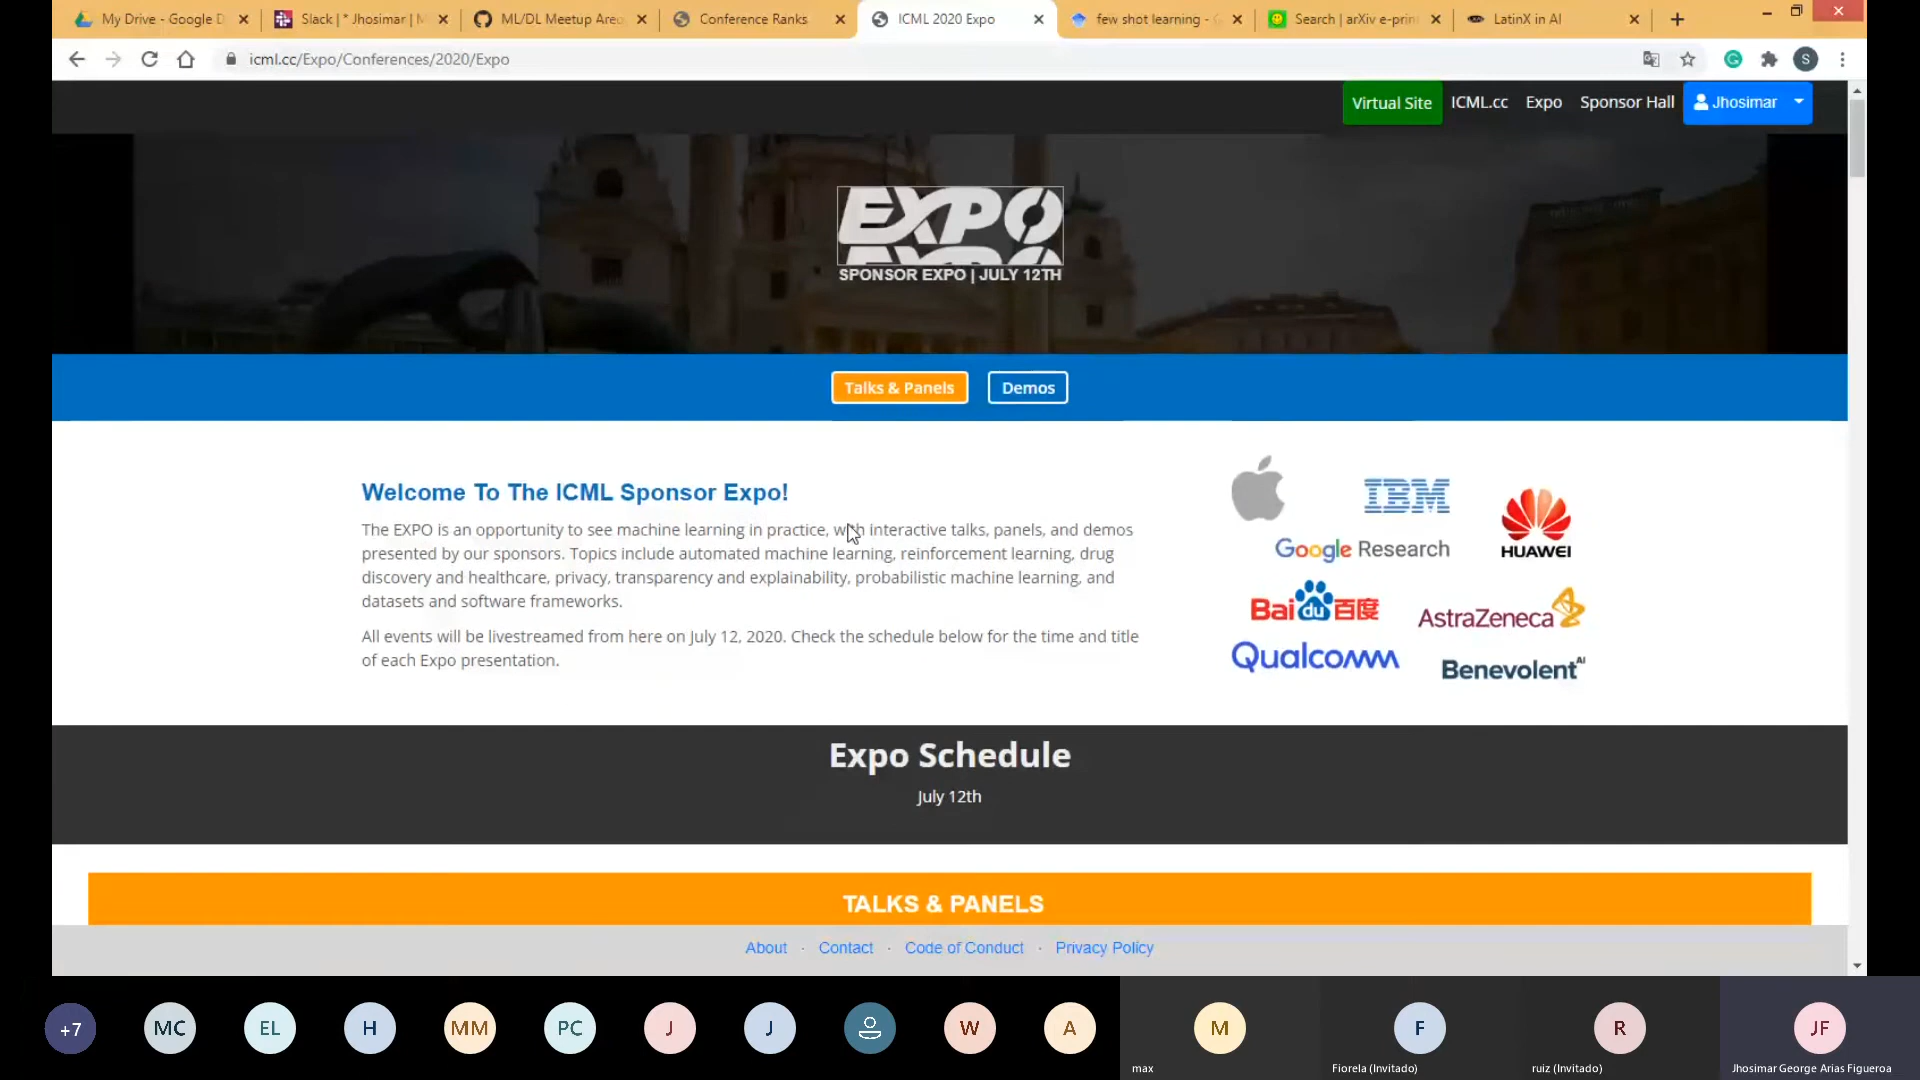 My Drive - Google D
Slack | * Jhosimar | M
ML/DL Meetup Areq
Conference Ranks
ICML 2020 Expo
few shot learning - G
Search | arXiv e-prin
LatinX in AI
icml.cc/Expo/Conferences/2020/Expo
S
Virtual Site
ICML.cc
Expo
Sponsor Hall
Jhosimar
EXPO
SPONSOR EXPO | JULY 12TH
Talks & Panels
Demos
Welcome To The ICML Sponsor Expo!
The EXPO is an opportunity to see machine learning in practice, with interactive talks, panels, and demos
presented by our sponsors. Topics include automated machine learning, reinforcement learning, drug
discovery and healthcare, privacy, transparency and explainability, probabilistic machine learning, and
datasets and software frameworks.
All events will be livestreamed from here on July 12, 2020. Check the schedule below for the time and title
of each Expo presentation.
IBM
HUAWEI
Google Research
Baidu百度
AstraZeneca
Qualcomm
BenevolentAI
Expo Schedule
July 12th
TALKS & PANELS
About · Contact · Code of Conduct · Privacy Policy
+7
MC
EL
H
MM
PC
J
J
W
A
M
max
F
Fiorela (Invitado)
R
ruiz (Invitado)
JF
Jhosimar George Arias Figueroa